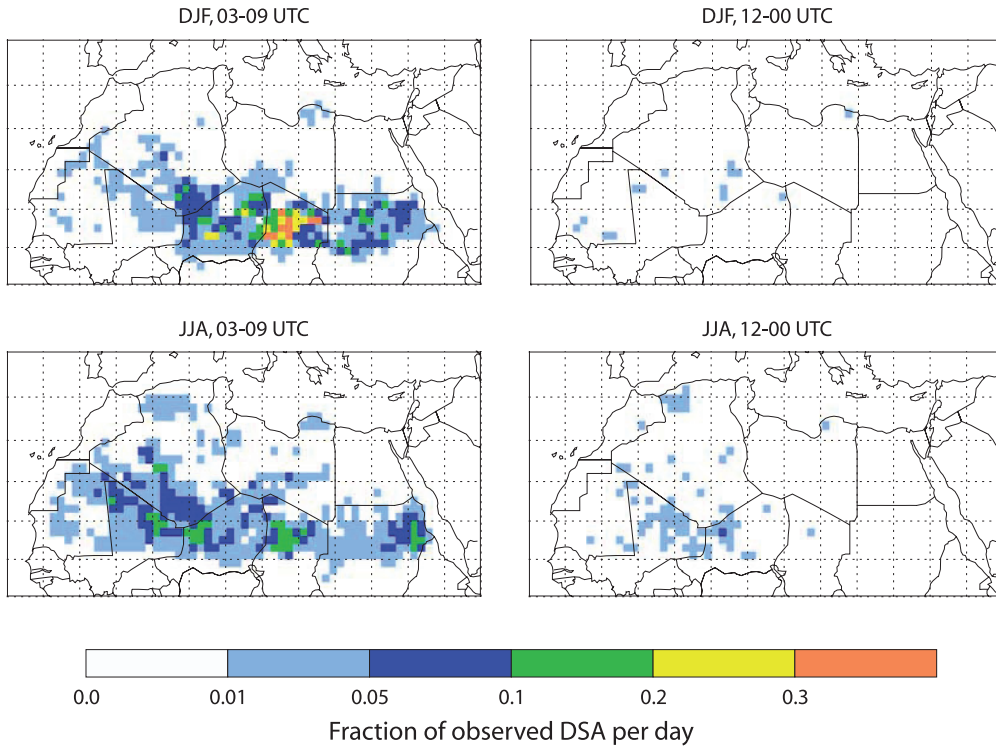 DJF, 03-09 UTC
DJF, 12-00 UTC
JJA, 03-09 UTC
JJA, 12-00 UTC
0.0 0.01 0.05 0.1 0.2 0.3
Fraction of observed DSA per day